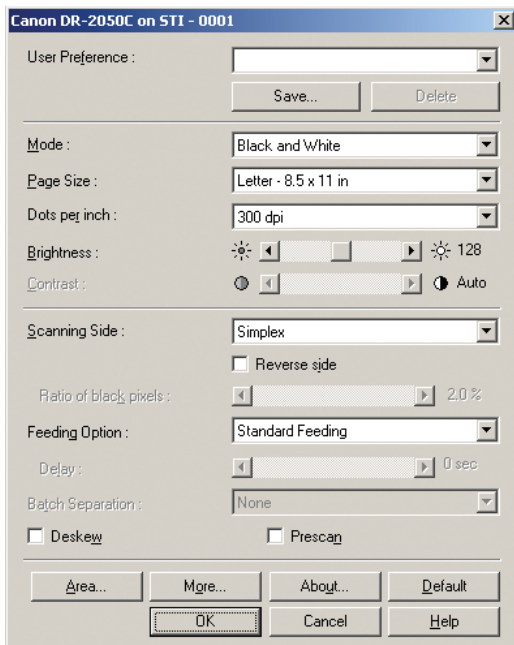 Canon DR-2050C on STI - 0001
User Preference :
Save... Delete
Mode : Black and White
Page Size : Letter - 8.5 x 11 in
Dots per inch : 300 dpi
Brightness : 128
Contrast : Auto
Scanning Side : Simplex
Reverse side
Ratio of black pixels : 2.0 %
Feeding Option : Standard Feeding
Delay : 0 sec
Batch Separation : None
Deskew Prescan
Area... More... About... Default
OK Cancel Help